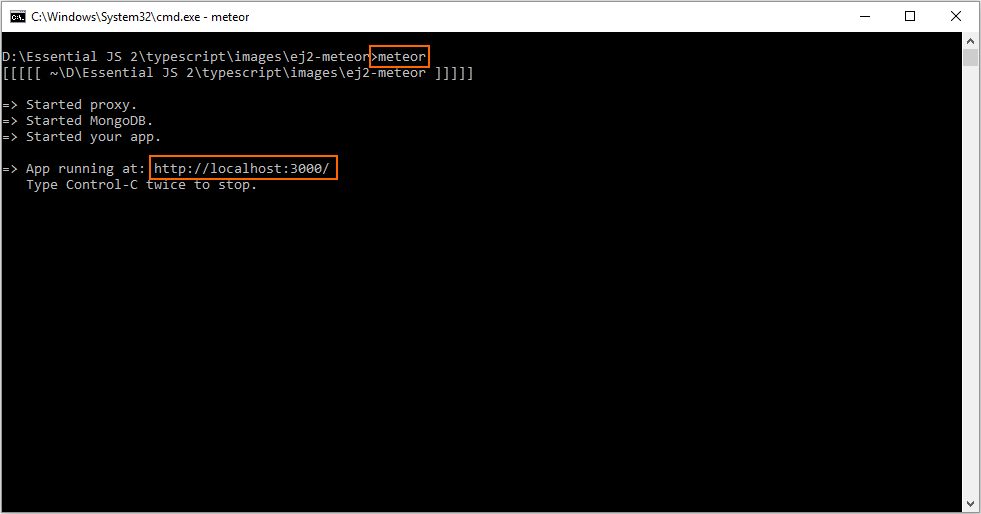 C:\Windows\System32\cmd.exe - meteor
D:\Essential JS 2\typescript\images\ej2-meteor>meteor
[[[[[ ~\D\Essential JS 2\typescript\images\ej2-meteor ]]]]]
=> Started proxy.
=> Started MongoDB.
=> Started your app.
=> App running at: http://localhost:3000/
Type Control-C twice to stop.